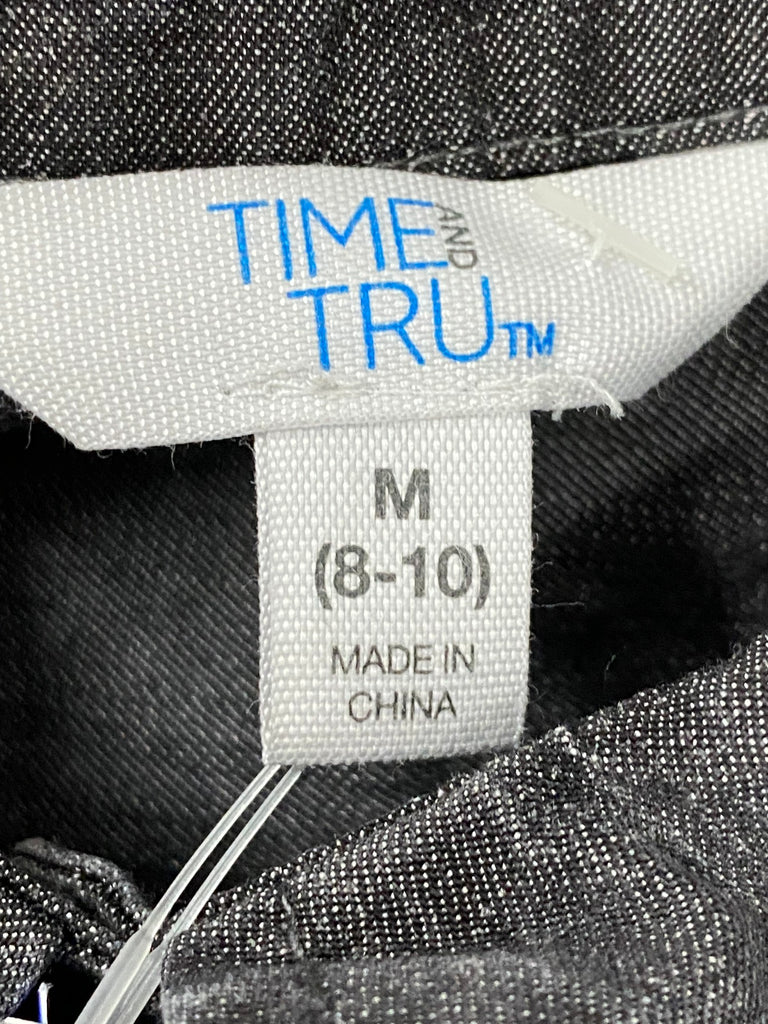 TIME AND
TRU™
M
(8-10)
MADE IN
CHINA